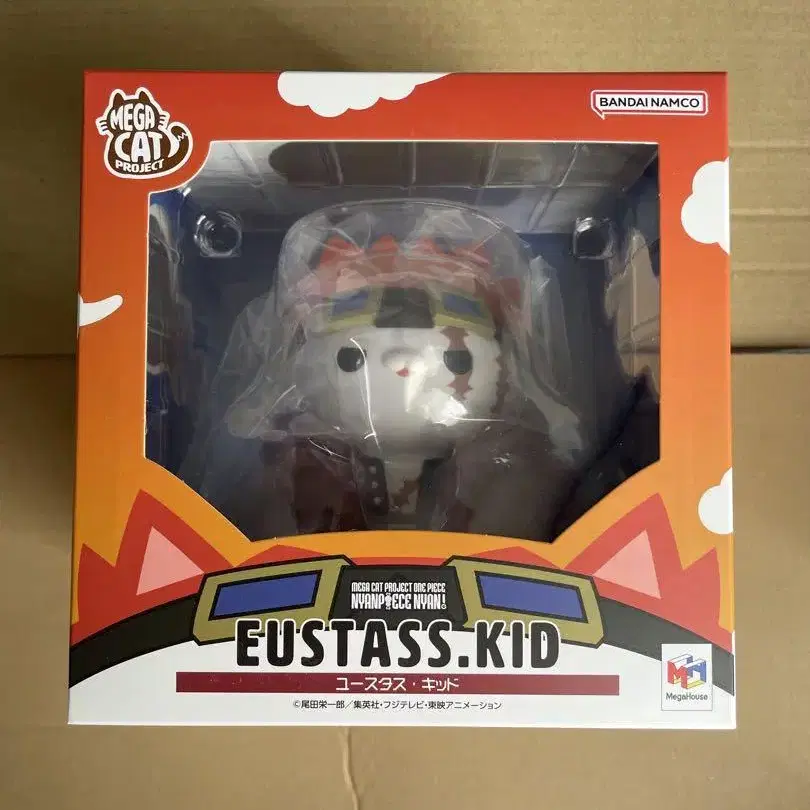 MEGA
CAT
PROJECT
BANDAI NAMCO
MEGA CAT PROJECT ONE PIECE
NYANPIECE NYAN!
EUSTASS.KID
ユースタス・キッド
©尾田栄一郎／集英社・フジテレビ・東映アニメーション
MegaHouse